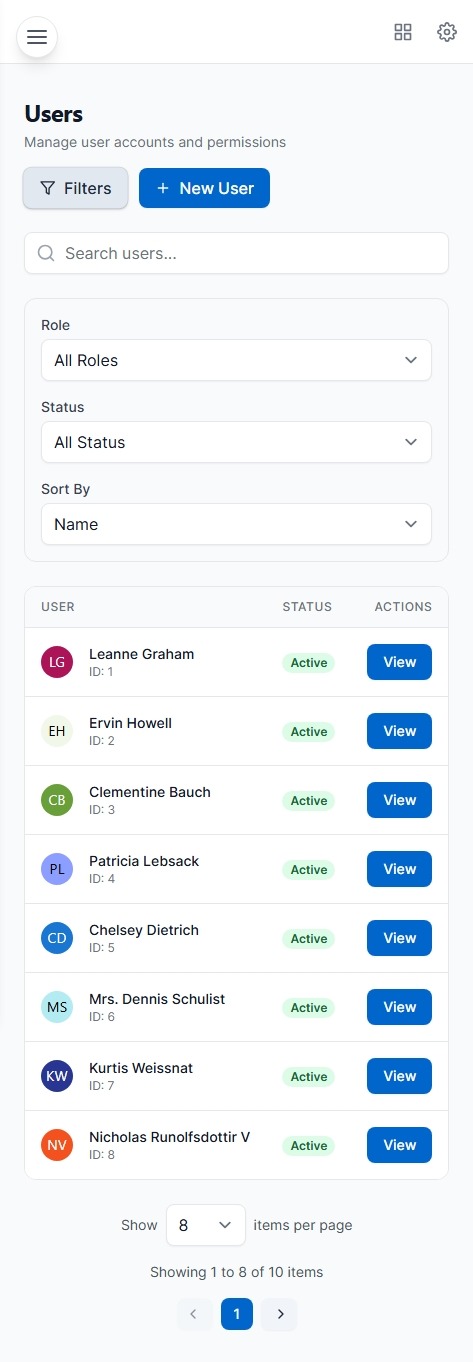 Users
Manage user accounts and permissions
Filters
+ New User
Search users...
Role
All Roles
Status
All Status
Sort By
Name
USER STATUS ACTIONS
LG Leanne Graham Active View
ID: 1
EH Ervin Howell Active View
ID: 2
CB Clementine Bauch Active View
ID: 3
PL Patricia Lebsack Active View
ID: 4
CD Chelsey Dietrich Active View
ID: 5
MS Mrs. Dennis Schulist Active View
ID: 6
KW Kurtis Weissnat Active View
ID: 7
NV Nicholas Runolfsdottir V Active View
ID: 8
Show 8 items per page
Showing 1 to 8 of 10 items
1